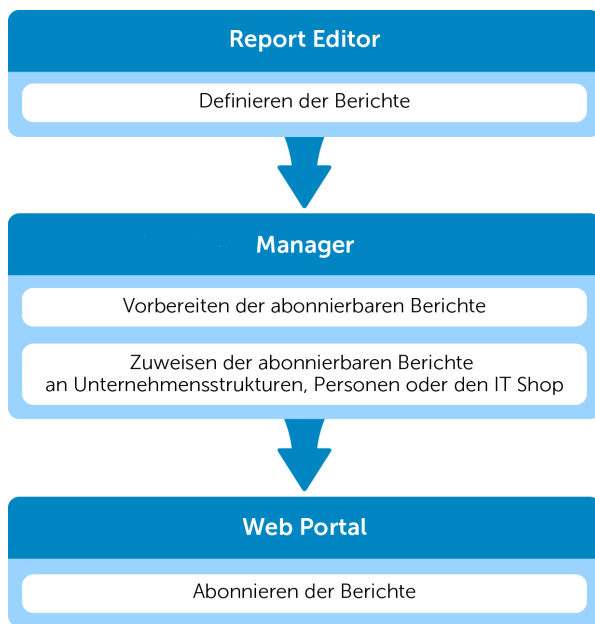 Report Editor
Definieren der Berichte
Manager
Vorbereiten der abonnierbaren Berichte
Zuweisen der abonnierbaren Berichte
an Unternehmensstrukturen, Personen oder den IT Shop
Web Portal
Abonnieren der Berichte